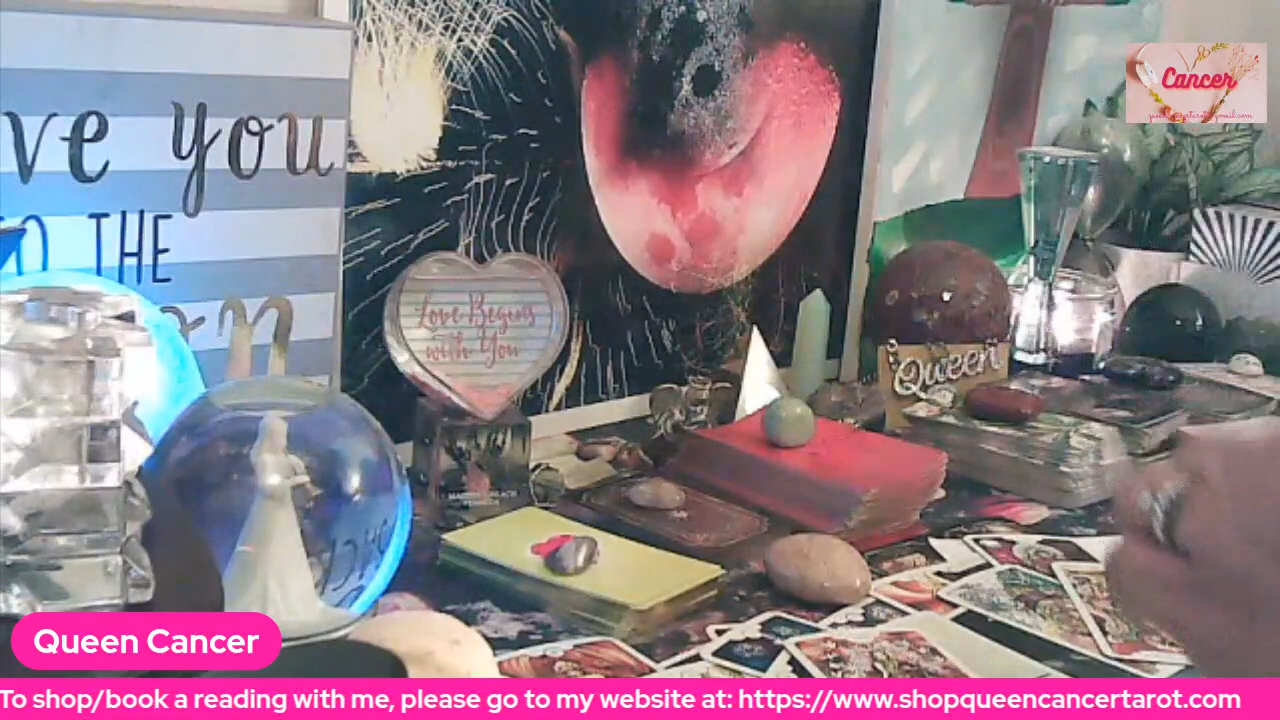 ve you
TO THE
Love Begins
with You
Queen
Cancer
Queen Cancer
To shop/book a reading with me, please go to my website at: https://www.shopqueencancertarot.com